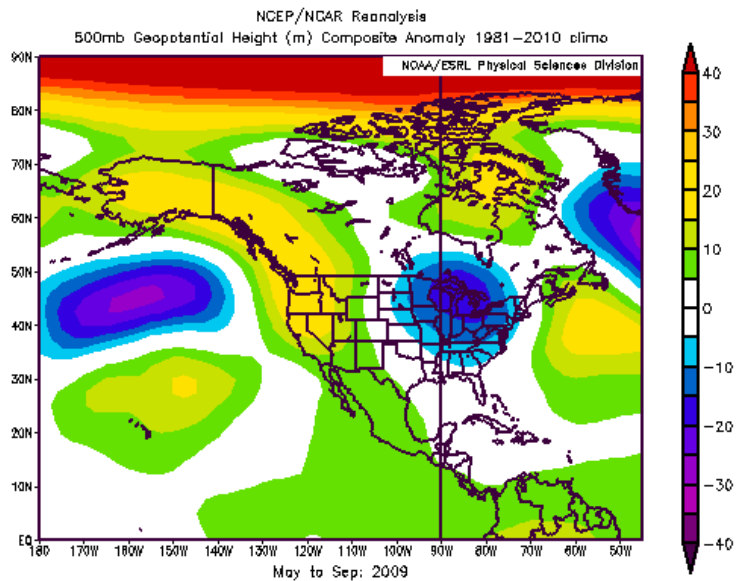 NCEP/NCAR Reanalysis
500mb Geopotential Height (m) Composite Anomaly 1981-2010 climo
NOAA/ESRL Physical Sciences Division
90N
80N
70N
60N
50N
40N
30N
20N
10N
EQ
180 170W 160W 150W 140W 130W 120W 110W 100W 90W 80W 70W 60W 50W
May to Sep: 2009
40
30
20
10
0
-10
-20
-30
-40